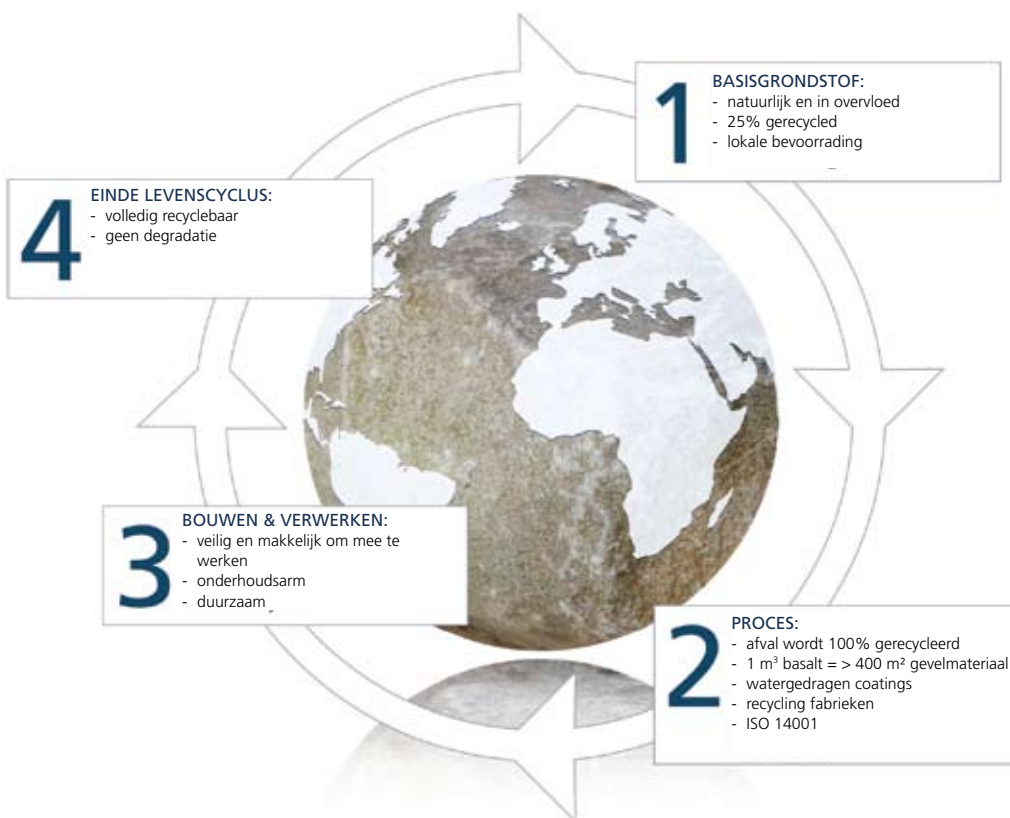 1
BASISGRONDSTOF:
- natuurlijk en in overvloed
- 25% gerecycled
- lokale bevoorrading
2
PROCES:
- afval wordt 100% gerecycleerd
- 1 m³ basalt = > 400 m² gevelmateriaal
- watergedragen coatings
- recycling fabrieken
- ISO 14001
3
BOUWEN & VERWERKEN:
- veilig en makkelijk om mee te
werken
- onderhoudsarm
- duurzaam
4
EINDE LEVENSCYCLUS:
- volledig recyclebaar
- geen degradatie